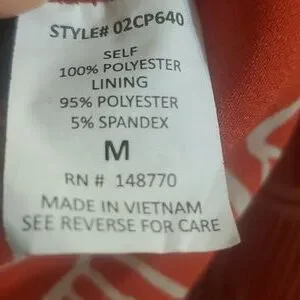 STYLE# 02CP640
SELF
100% POLYESTER
LINING
95% POLYESTER
5% SPANDEX
M
RN # 148770
MADE IN VIETNAM
SEE REVERSE FOR CARE